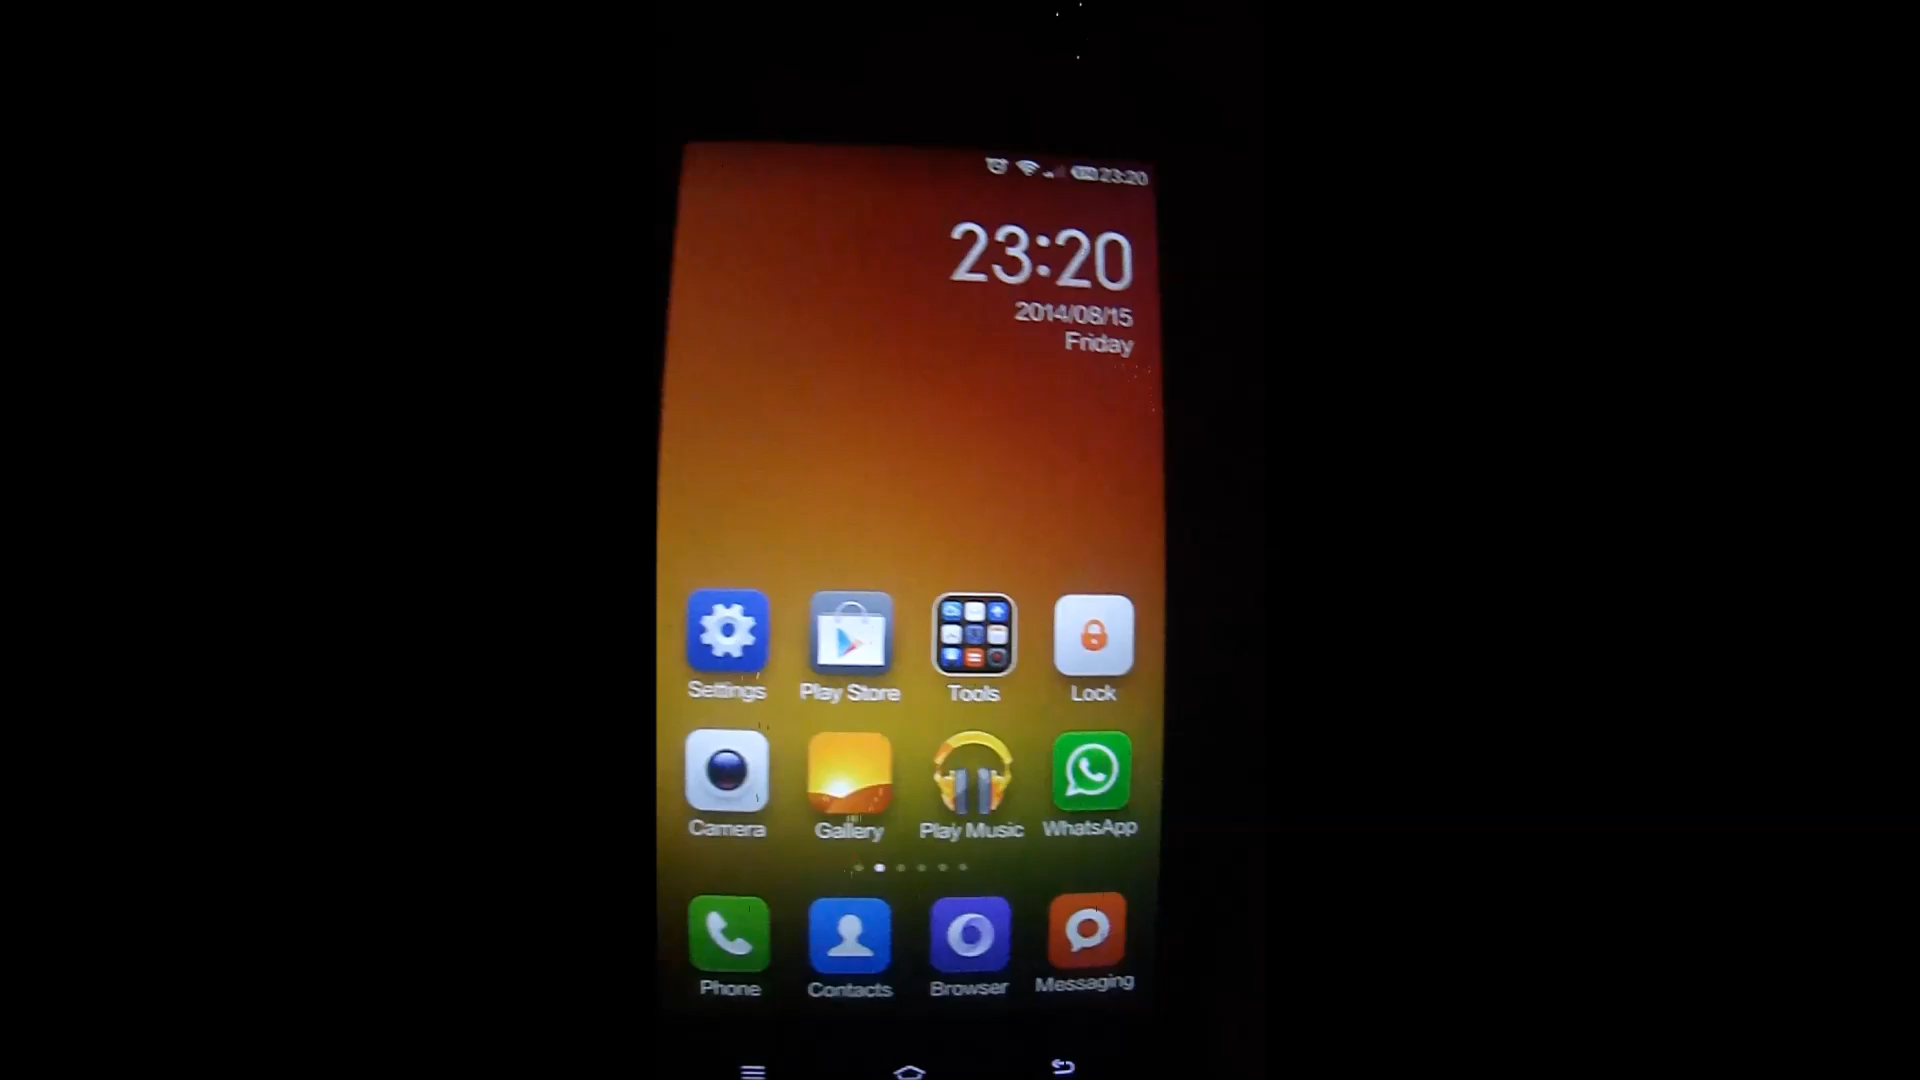 23:20
23:20
2014/08/15
Friday
Settings Play Store Tools Lock
Camera Gallery Play Music WhatsApp
Phone Contacts Browser Messaging